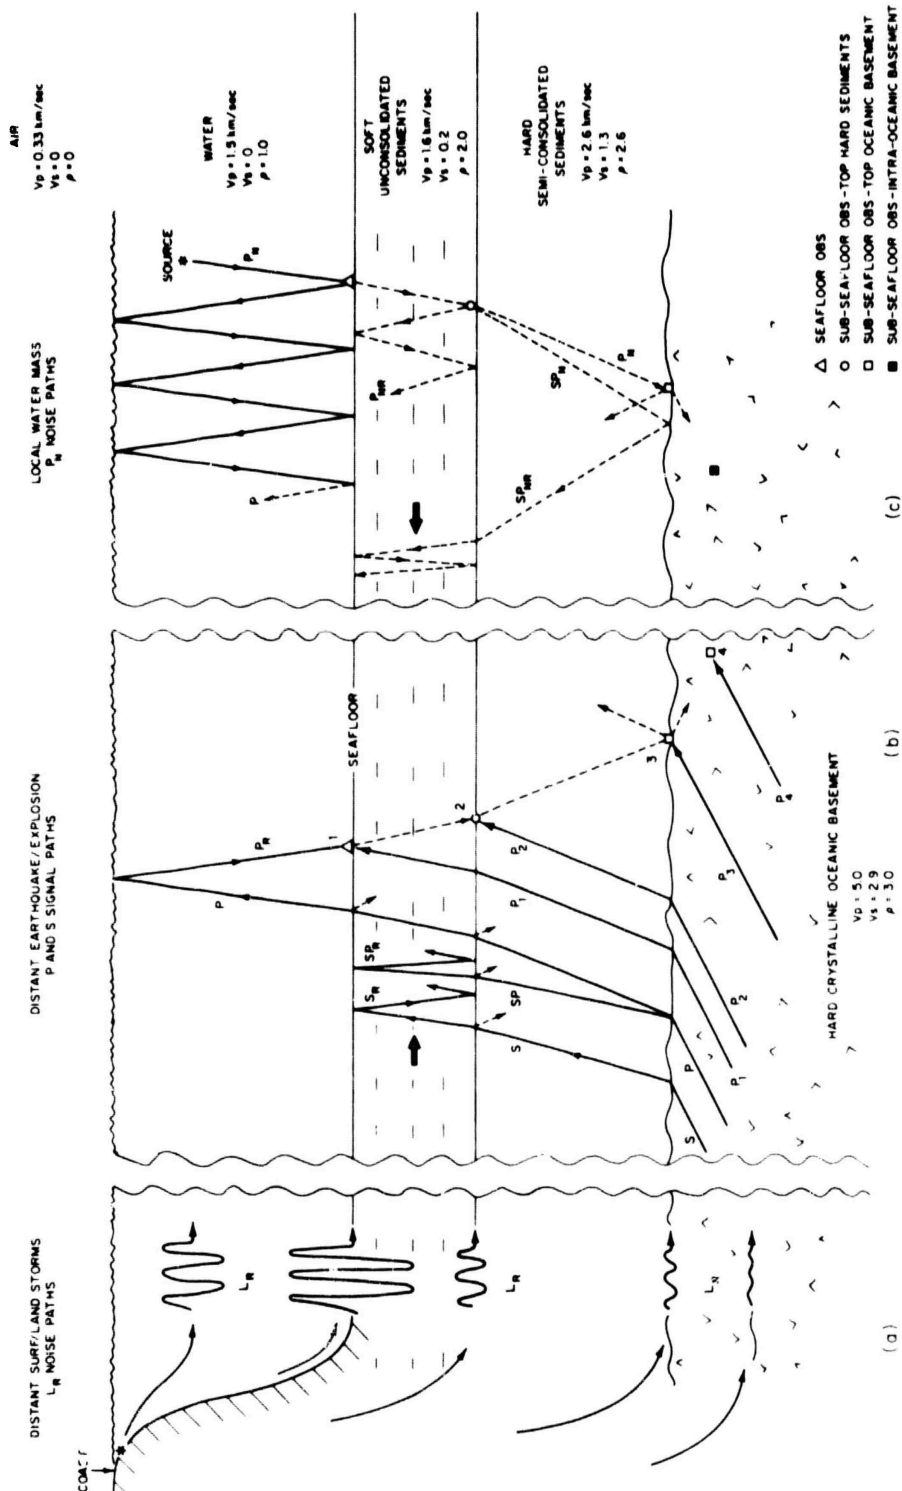 DISTANT SURF/LAND STORMS
L_R NOISE PATHS
COAST
L_R
L_R
L_R
(a)
DISTANT EARTHQUAKE/EXPLOSION
P AND S SIGNAL PATHS
SEAFLOOR
P
P_R
1
S_R
SP_R
2
S
SP
P_1
P_2
3
4
S
P
P_1
P_2
P_3
P_4
HARD CRYSTALLINE OCEANIC BASEMENT
Vp = 5.0
Vs = 2.9
ρ = 3.0
(b)
LOCAL WATER MASS
P_N NOISE PATHS
SOURCE
P_N
P
P_NR
SP_N
P_N
SP_NR
(c)
AIR
Vp = 0.33 km/sec
Vs = 0
ρ = 0
WATER
Vp = 1.5 km/sec
Vs = 0
ρ = 1.0
SOFT
UNCONSOLIDATED
SEDIMENTS
Vp = 1.6 km/sec
Vs = 0.2
ρ = 2.0
HARD
SEMI-CONSOLIDATED
SEDIMENTS
Vp = 2.6 km/sec
Vs = 1.3
ρ = 2.6
△ SEAFLOOR OBS
○ SUB-SEAFLOOR OBS-TOP HARD SEDIMENTS
□ SUB-SEAFLOOR OBS-TOP OCEANIC BASEMENT
■ SUB-SEAFLOOR OBS-INTRA-OCEANIC BASEMENT